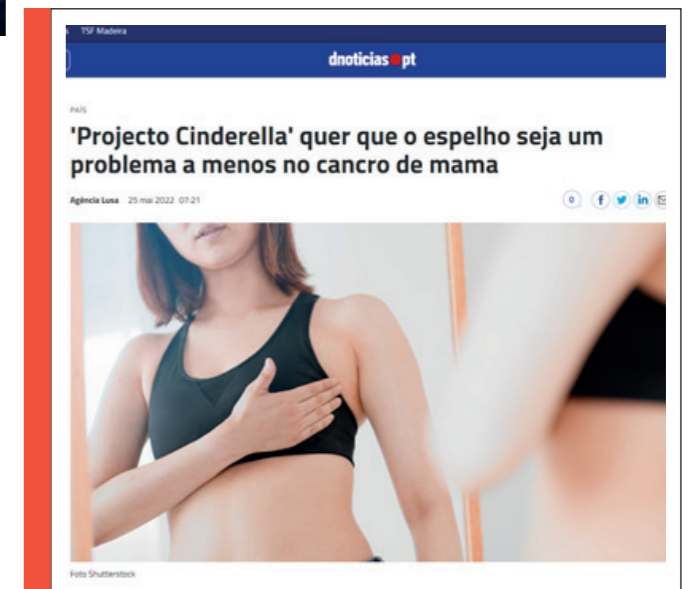 TSF Madeira
dnoticias.pt
PAÍS
'Projecto Cinderella' quer que o espelho seja um
problema a menos no cancro de mama
Agência Lusa 25 mai 2022 07:21
0
Foto Shutterstock